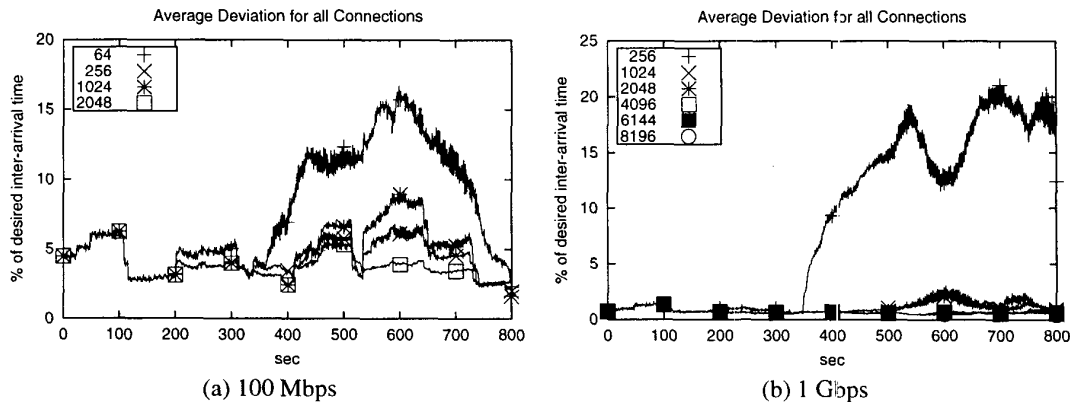 Average Deviation for all Connections
% of desired inter-arrival time
20
15
10
5
0
64
256
1024
2048
0 100 200 300 400 500 600 700 800
sec
(a) 100 Mbps
Average Deviation for all Connections
% of desired inter-arrival time
25
20
15
10
5
0
256
1024
2048
4096
6144
8196
0 100 200 300 400 500 600 700 800
sec
(b) 1 Gbps